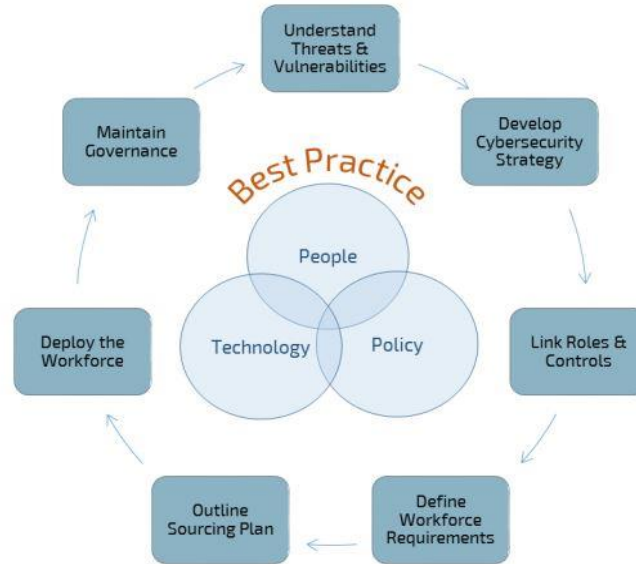 Understand
Threats &
Vulnerabilities
Develop
Cybersecurity
Strategy
Link Roles &
Controls
Define
Workforce
Requirements
Outline
Sourcing Plan
Deploy the
Workforce
Maintain
Governance
Best Practice
People
Technology
Policy